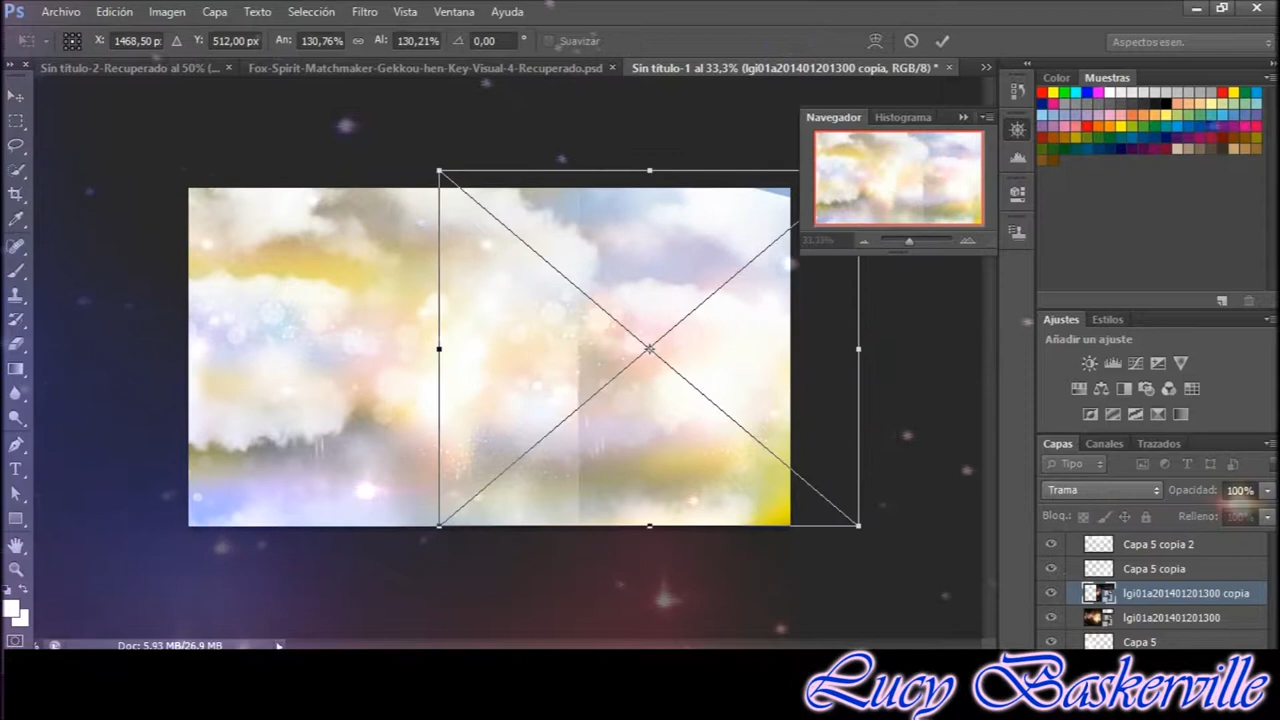 Ps Archivo Edición Imagen Capa Texto Selección Filtro Vista Ventana Ayuda
X: 1468,50 px Y: 512,00 px An: 130,76% Al: 130,21% 0,00 ° Suavizar Aspectos esen.
Sin título-2-Recuperado al 50% (... × Fox-Spirit-Matchmaker-Gekkou-hen-Key-Visual-4-Recuperado.psd × Sin título-1 al 33,3% (lgi01a201401201300 copia, RGB/8) * ×
Color Muestras
Navegador Histograma
33,33%
Ajustes Estilos
Añadir un ajuste
Capas Canales Trazados
Tipo
Trama Opacidad: 100%
Bloq.: Relleno: 100%
Capa 5 copia 2
Capa 5 copia
lgi01a201401201300 copia
lgi01a201401201300
Capa 5
Doc: 5,93 MB/26,9 MB
Lucy Baskerville